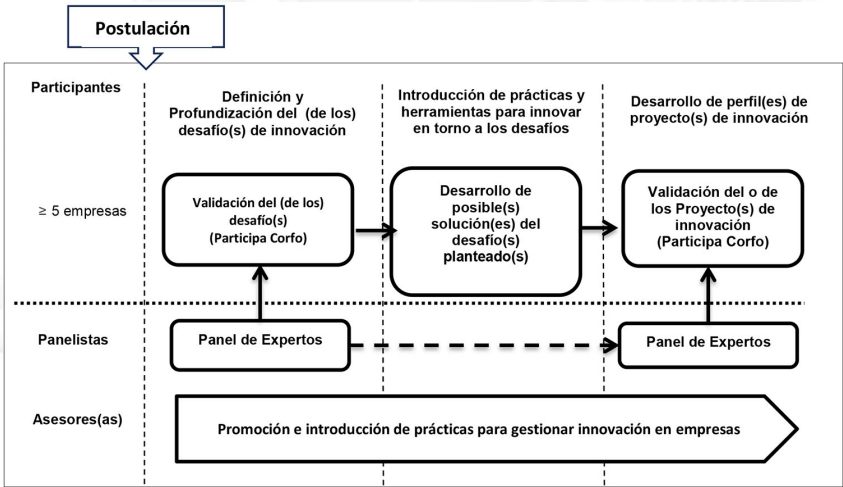 Postulación
Participantes
Definición y
Profundización del (de los)
desafío(s) de innovación
Introducción de prácticas y
herramientas para innovar
en torno a los desafíos
Desarrollo de perfil(es) de
proyecto(s) de innovación
≥ 5 empresas
Validación del (de los)
desafío(s)
(Participa Corfo)
Desarrollo de
posible(s)
solución(es) del
desafío(s)
planteado(s)
Validación del o de
los Proyecto(s) de
innovación
(Participa Corfo)
Panelistas
Panel de Expertos
Panel de Expertos
Asesores(as)
Promoción e introducción de prácticas para gestionar innovación en empresas